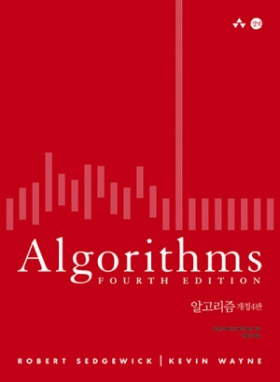 Algorithms
FOURTH EDITION
알고리즘 개정4판
ROBERT SEDGEWICK | KEVIN WAYNE